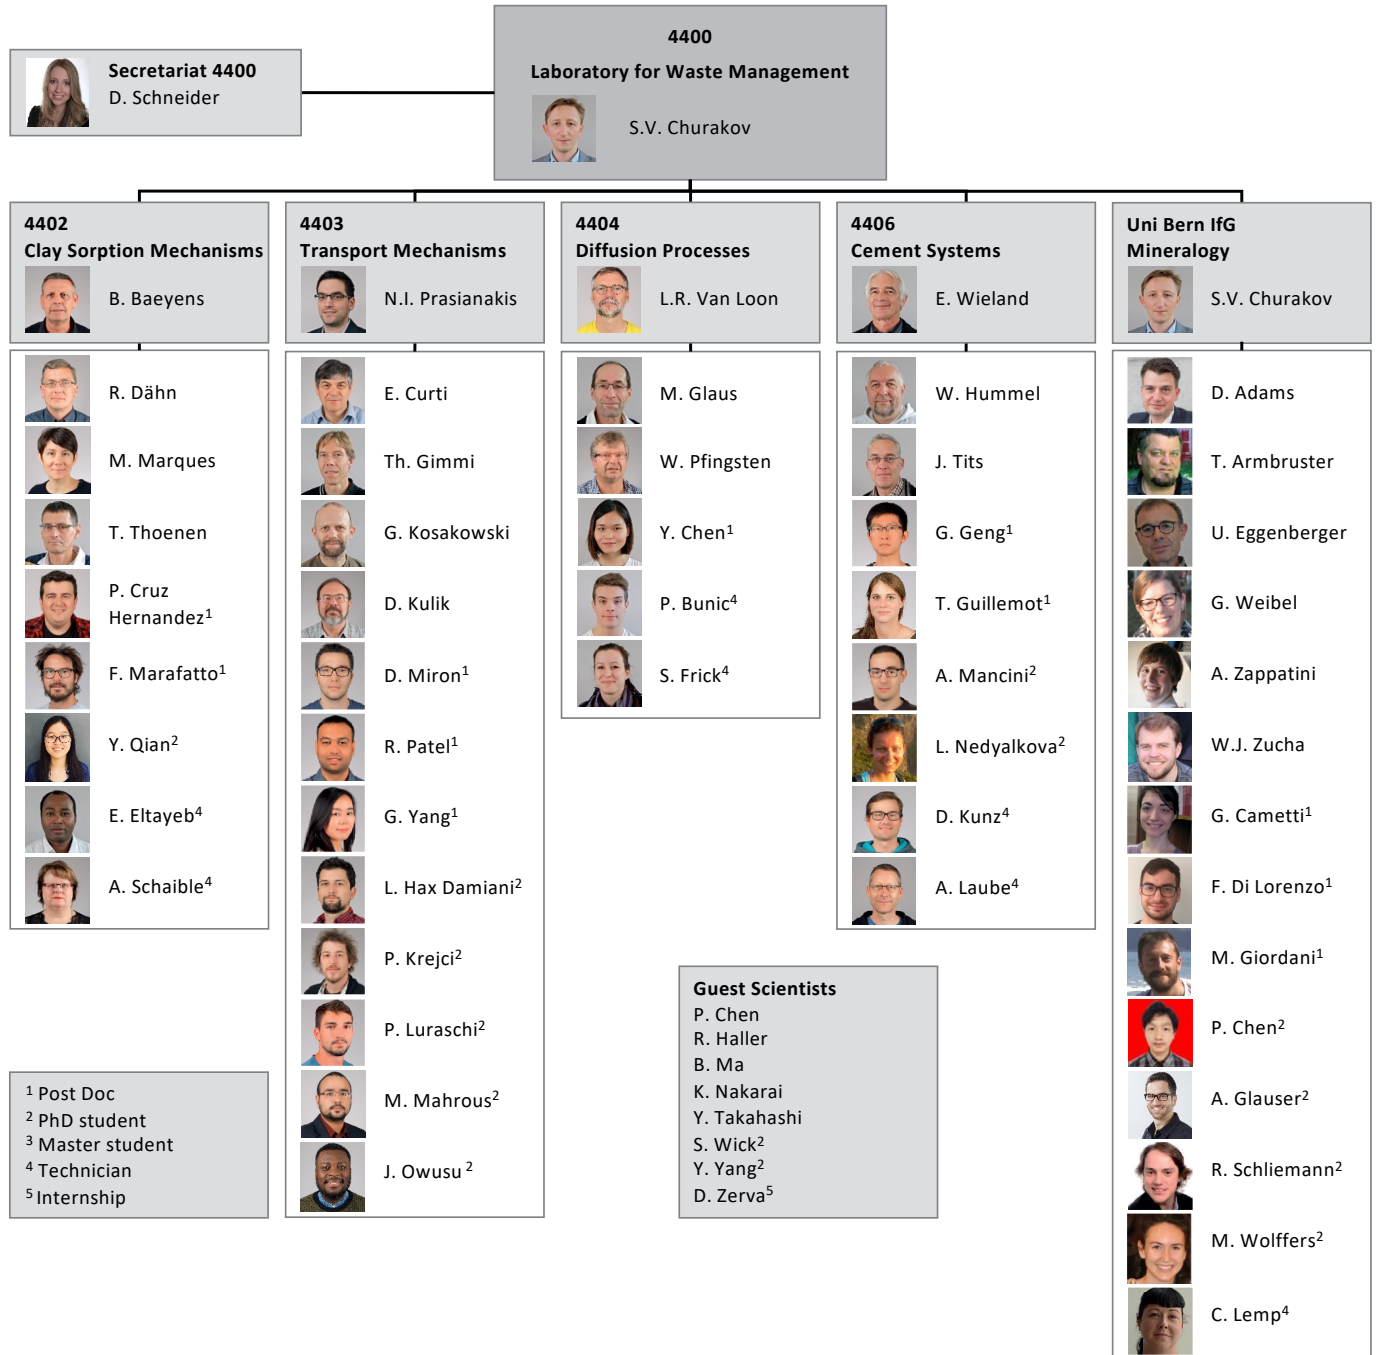 4400
Laboratory for Waste Management
S.V. Churakov
Secretariat 4400
D. Schneider
4402
Clay Sorption Mechanisms
B. Baeyens
R. Dähn
M. Marques
T. Thoenen
P. Cruz
Hernandez¹
F. Marafatto¹
Y. Qian²
E. Eltayeb⁴
A. Schaible⁴
4403
Transport Mechanisms
N.I. Prasianakis
E. Curti
Th. Gimmi
G. Kosakowski
D. Kulik
D. Miron¹
R. Patel¹
G. Yang¹
L. Hax Damiani²
P. Krejci²
P. Luraschi²
M. Mahrous²
J. Owusu ²
4404
Diffusion Processes
L.R. Van Loon
M. Glaus
W. Pfingsten
Y. Chen¹
P. Bunic⁴
S. Frick⁴
4406
Cement Systems
E. Wieland
W. Hummel
J. Tits
G. Geng¹
T. Guillemot¹
A. Mancini²
L. Nedyalkova²
D. Kunz⁴
A. Laube⁴
Uni Bern IfG
Mineralogy
S.V. Churakov
D. Adams
T. Armbruster
U. Eggenberger
G. Weibel
A. Zappatini
W.J. Zucha
G. Cametti¹
F. Di Lorenzo¹
M. Giordani¹
P. Chen²
A. Glauser²
R. Schliemann²
M. Wolffers²
C. Lemp⁴
Guest Scientists
P. Chen
R. Haller
B. Ma
K. Nakarai
Y. Takahashi
S. Wick²
Y. Yang²
D. Zerva⁵
¹ Post Doc
² PhD student
³ Master student
⁴ Technician
⁵ Internship